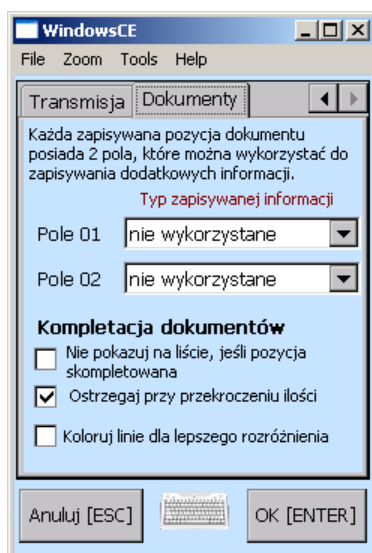 WindowsCE
File Zoom Tools Help
Transmisja Dokumenty
Każda zapisywana pozycja dokumentu
posiada 2 pola, które można wykorzystać do
zapisywania dodatkowych informacji.
Typ zapisywanej informacji
Pole 01 nie wykorzystane
Pole 02 nie wykorzystane
Kompletacja dokumentów
Nie pokazuj na liście, jeśli pozycja
skompletowana
Ostrzegaj przy przekroczeniu ilości
Koloruj linie dla lepszego rozróżnienia
Anuluj [ESC] OK [ENTER]